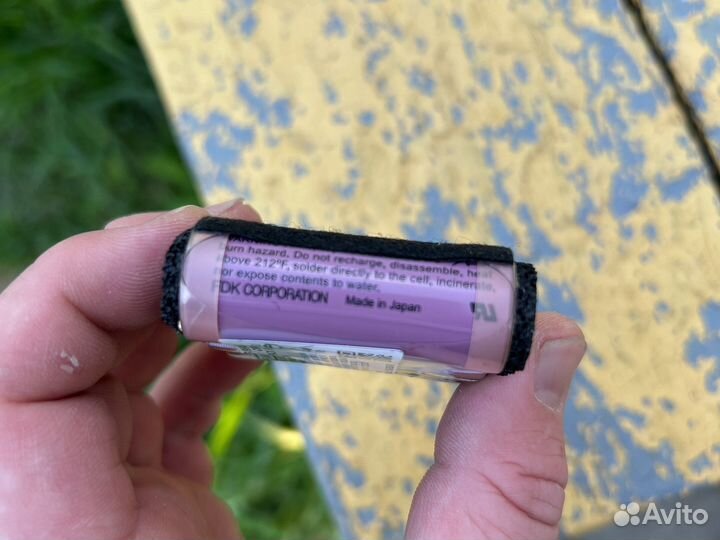 urn hazard. Do not recharge, disassemble, heat
above 212°F, solder directly to the cell, incinerate,
nor expose contents to water.
FDK CORPORATION Made in Japan
Avito